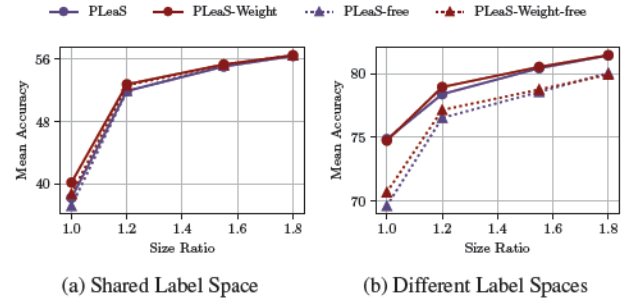 PLeaS PLeaS-Weight PLeaS-free PLeaS-Weight-free
56
48
40
Mean Accuracy
1.0 1.2 1.4 1.6 1.8
Size Ratio
(a) Shared Label Space
80
75
70
Mean Accuracy
1.0 1.2 1.4 1.6 1.8
Size Ratio
(b) Different Label Spaces